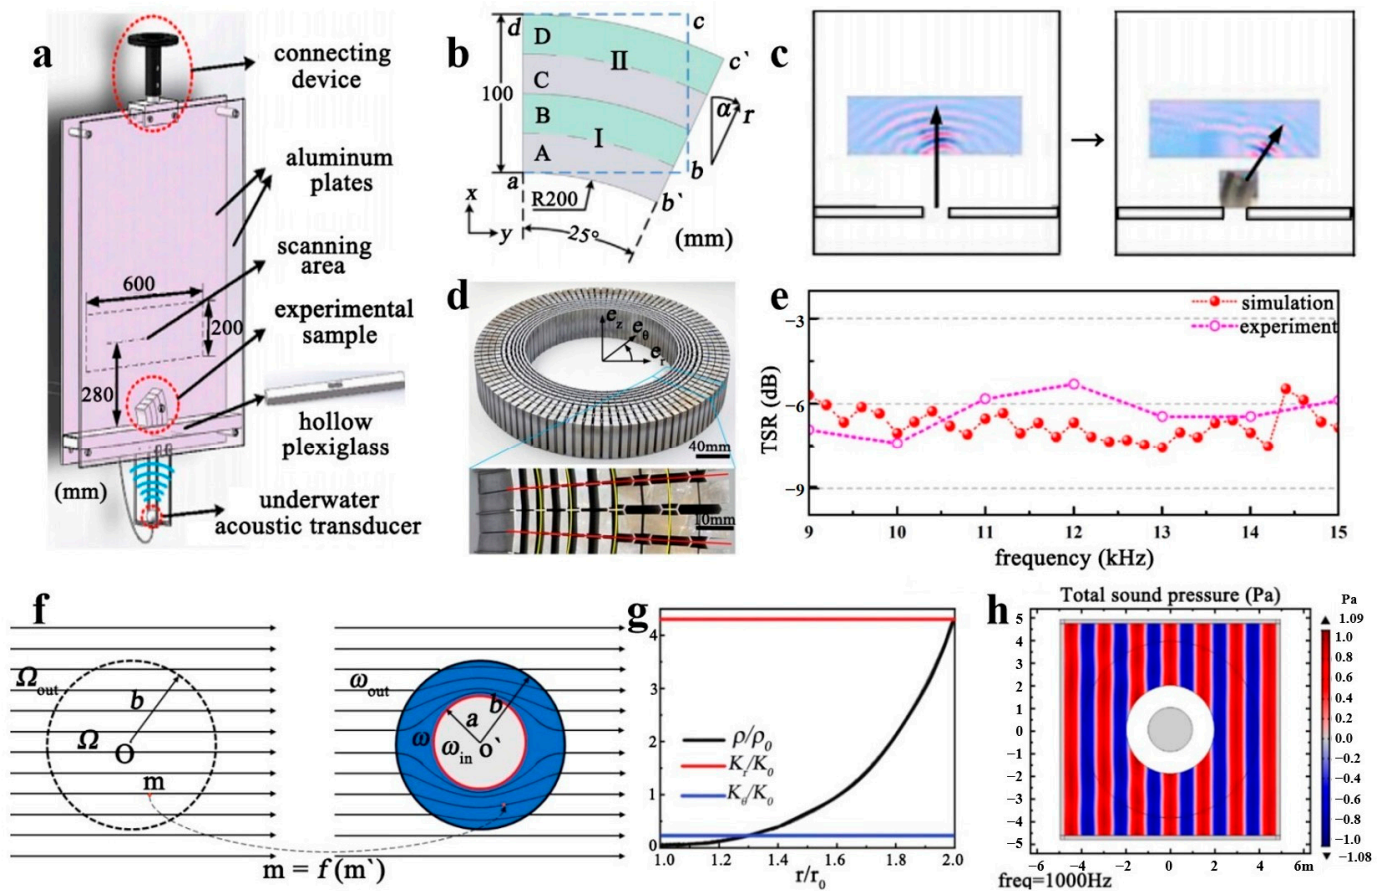 a
connecting
device
aluminum
plates
scanning
area
600
experimental
sample
200
280
hollow
plexiglass
(mm)
underwater
acoustic transducer
b
d
c
D
II
c`
C
100
α
r
B
I
A
a
b
R200
b`
x
y
25°
(mm)
c
d
e_z
e_θ
e_r
40mm
10mm
e
simulation
experiment
TSR (dB)
−3
−6
−9
9
10
11
12
13
14
15
frequency (kHz)
f
Ω_out
b
Ω
O
m
ω_out
b
a
ω
ω_in
o`
m = f (m`)
g
4
3
2
1
0
ρ/ρ_0
K_r/K_0
K_θ/K_0
1.0
1.2
1.4
1.6
1.8
2.0
r/r_0
h
Total sound pressure (Pa)
Pa
1.09
1.0
0.8
0.6
0.4
0.2
0.0
−0.2
−0.4
−0.6
−0.8
−1.0
−1.08
5
4
3
2
1
0
−1
−2
−3
−4
−5
−6
−4
−2
0
2
4
6m
freq=1000Hz